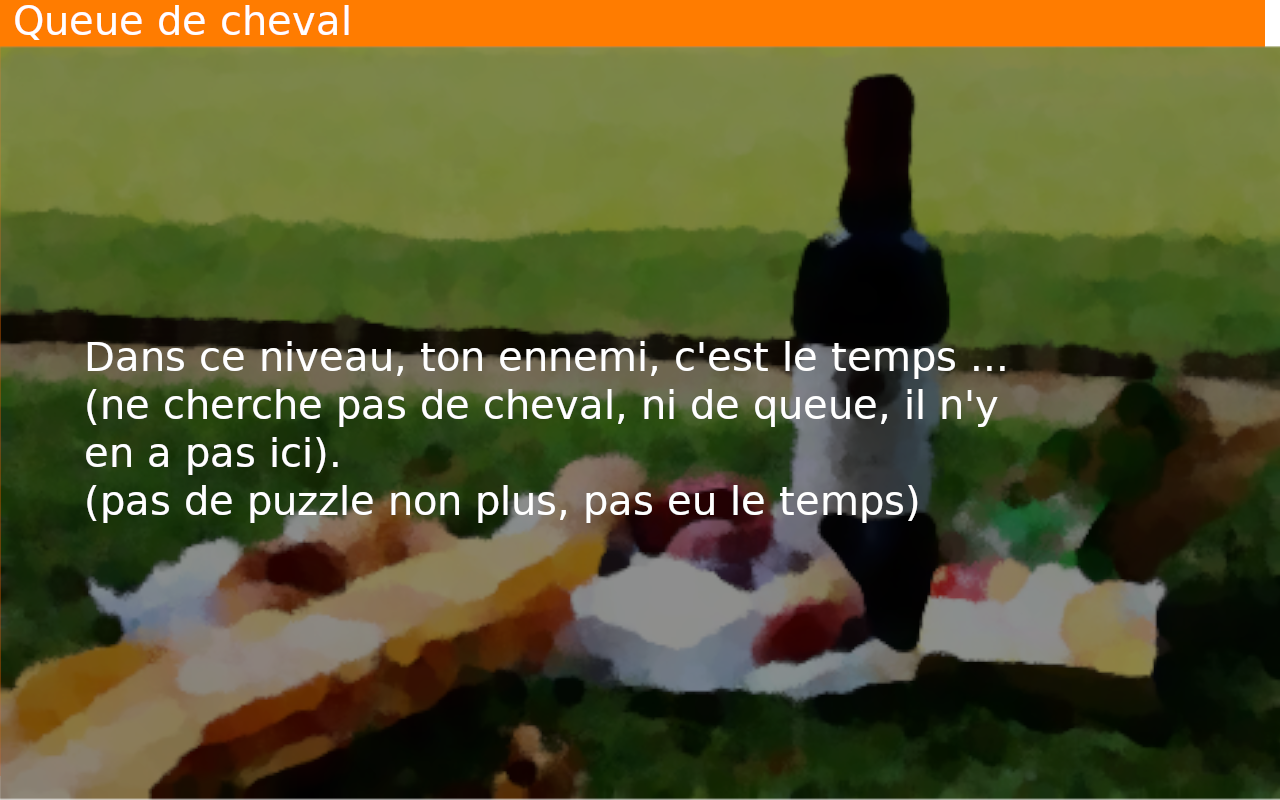 Queue de cheval
Dans ce niveau, ton ennemi, c'est le temps ...
(ne cherche pas de cheval, ni de queue, il n'y
en a pas ici).
(pas de puzzle non plus, pas eu le temps)